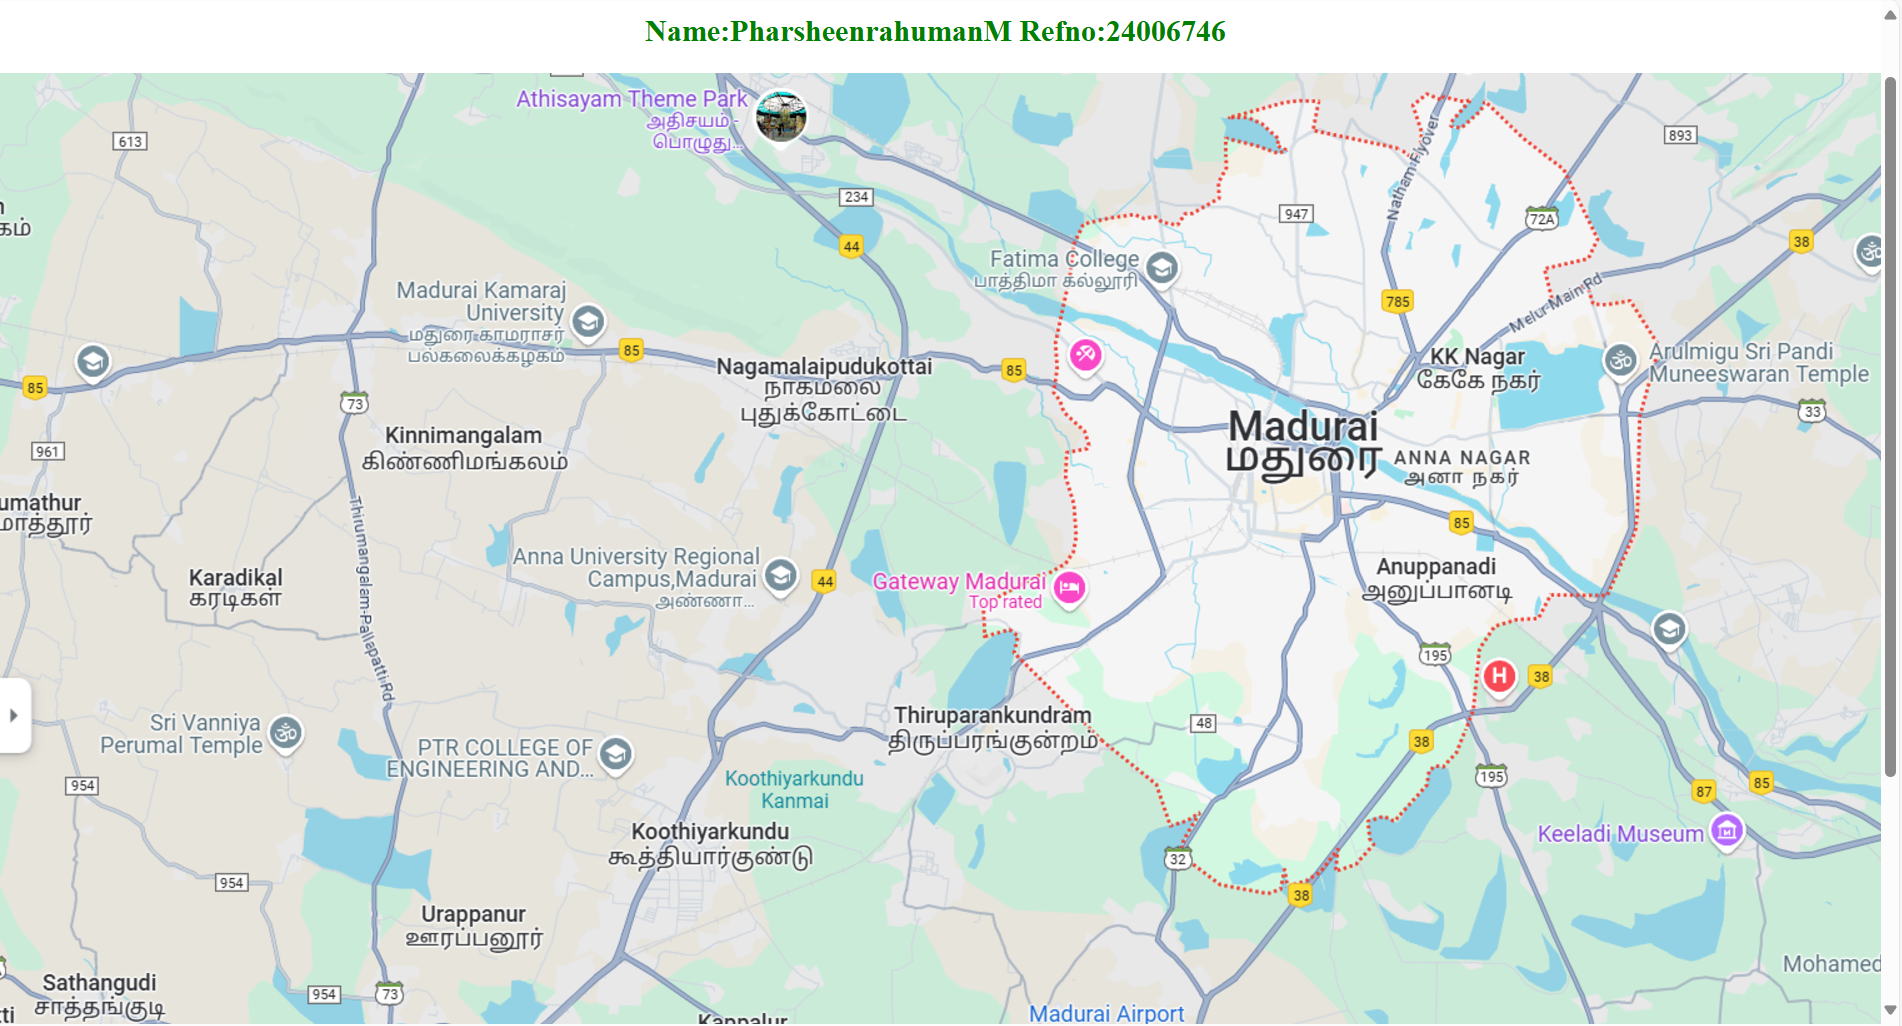 Name:PharsheenrahumanM Refno:24006746
Athisayam Theme Park
அதிசயம் -
பொழுது...
613
893
234
947
Natham Flyover
72A
44
38
Fatima College
பாத்திமா கல்லூரி
Madurai Kamaraj
University
மதுரை காமராசர்
பல்கலைக்கழகம்
785
Melur Main Rd
85
85
85
Nagamalaipudukottai
நாகமலை
புதுக்கோட்டை
KK Nagar
கேகே நகர்
Arulmigu Sri Pandi
Muneeswaran Temple
73
33
Madurai
மதுரை
Kinnimangalam
கிண்ணிமங்கலம்
961
ANNA NAGAR
அனா நகர்
umathur
மாத்தூர்
Thirumangalam-Pallapatti Rd
85
Anna University Regional
Campus,Madurai
அண்ணா...
44
Gateway Madurai
Top rated
Anuppanadi
அனுப்பானடி
Karadikal
கரடிகள்
195
H
38
Sri Vanniya
Perumal Temple
Thiruparankundram
திருப்பரங்குன்றம்
48
38
PTR COLLEGE OF
ENGINEERING AND...
Koothiyarkundu
Kanmai
954
195
87
85
Koothiyarkundu
கூத்தியார்குண்டு
Keeladi Museum
32
954
38
Urappanur
ஊரப்பனூர்
Sathangudi
சாத்தங்குடி
954
73
Mohamed
Madurai Airport
Kappalur